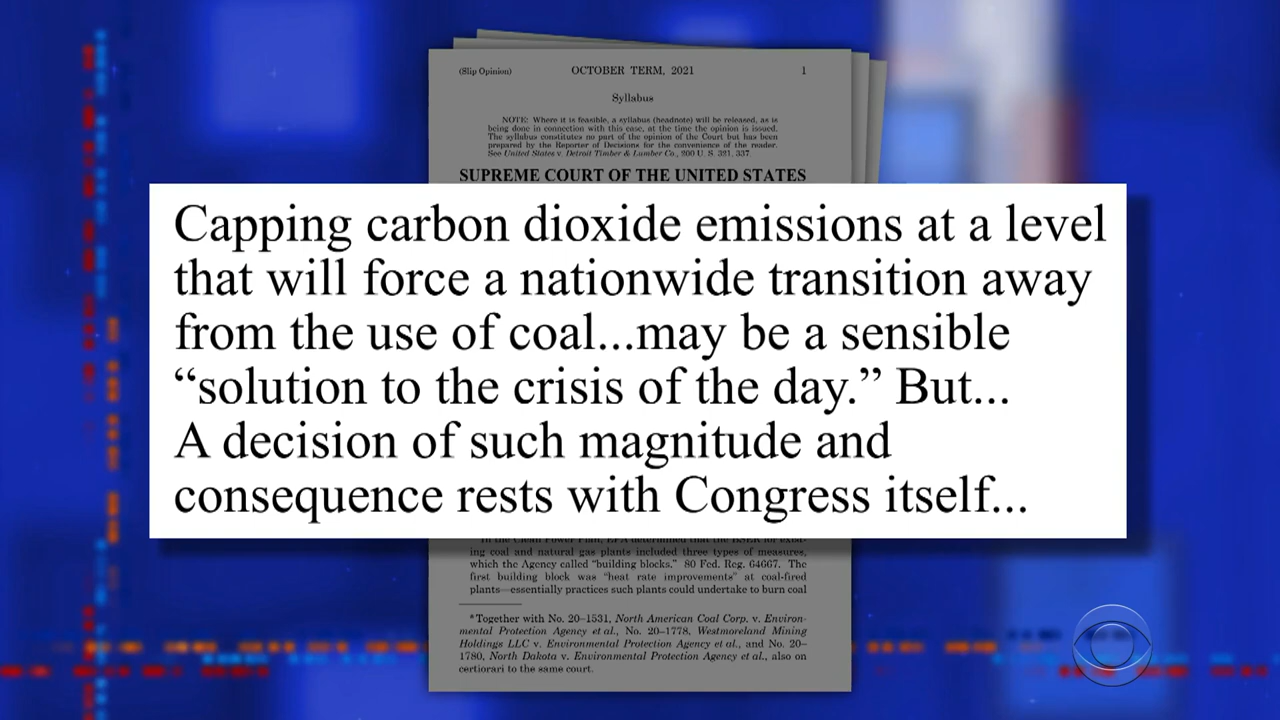 (Slip Opinion) OCTOBER TERM, 2021 1
Syllabus
NOTE: Where it is feasible, a syllabus (headnote) will be released, as is
being done in connection with this case, at the time the opinion is issued.
The syllabus constitutes no part of the opinion of the Court but has been
prepared by the Reporter of Decisions for the convenience of the reader.
See United States v. Detroit Timber & Lumber Co., 200 U. S. 321, 337.
SUPREME COURT OF THE UNITED STATES
Capping carbon dioxide emissions at a level
that will force a nationwide transition away
from the use of coal...may be a sensible
“solution to the crisis of the day.” But...
A decision of such magnitude and
consequence rests with Congress itself...
In the Clean Power Plan, EPA determined that the BSER for exist-
ing coal and natural gas plants included three types of measures,
which the Agency called “building blocks.” 80 Fed. Reg. 64667. The
first building block was “heat rate improvements” at coal-fired
plants—essentially practices such plants could undertake to burn coal
*Together with No. 20–1531, North American Coal Corp. v. Environ-
mental Protection Agency et al., No. 20–1778, Westmoreland Mining
Holdings LLC v. Environmental Protection Agency et al., and No. 20–
1780, North Dakota v. Environmental Protection Agency et al., also on
certiorari to the same court.